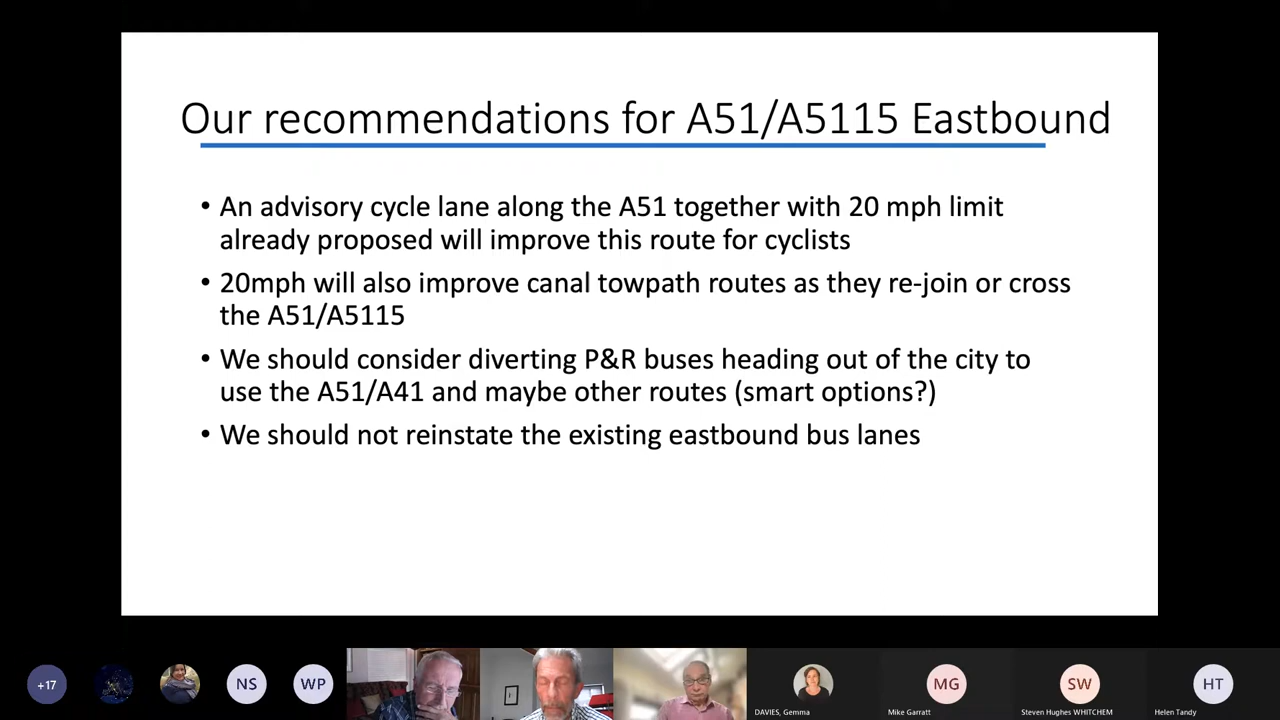 Our recommendations for A51/A5115 Eastbound
• An advisory cycle lane along the A51 together with 20 mph limit
already proposed will improve this route for cyclists
• 20mph will also improve canal towpath routes as they re-join or cross
the A51/A5115
• We should consider diverting P&R buses heading out of the city to
use the A51/A41 and maybe other routes (smart options?)
• We should not reinstate the existing eastbound bus lanes
+17
NS
WP
DAVIES, Gemma
MG
Mike Garratt
SW
Steven Hughes WHITCHEM
HT
Helen Tandy